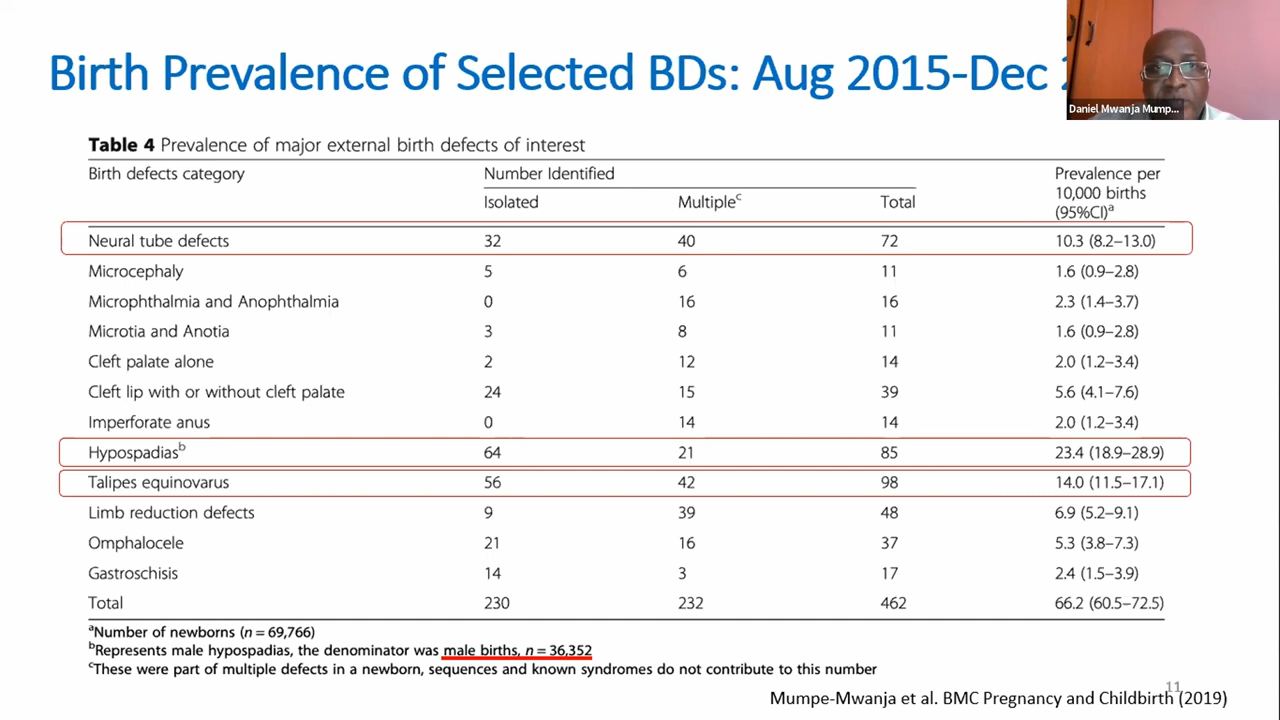 Birth Prevalence of Selected BDs: Aug 2015-Dec
Daniel Mwanja Mump...
Table 4 Prevalence of major external birth defects of interest
Birth defects category Number Identified Prevalence per 10,000 births (95%CI)a
Isolated Multiplec Total
Neural tube defects 32 40 72 10.3 (8.2–13.0)
Microcephaly 5 6 11 1.6 (0.9–2.8)
Microphthalmia and Anophthalmia 0 16 16 2.3 (1.4–3.7)
Microtia and Anotia 3 8 11 1.6 (0.9–2.8)
Cleft palate alone 2 12 14 2.0 (1.2–3.4)
Cleft lip with or without cleft palate 24 15 39 5.6 (4.1–7.6)
Imperforate anus 0 14 14 2.0 (1.2–3.4)
Hypospadiasb 64 21 85 23.4 (18.9–28.9)
Talipes equinovarus 56 42 98 14.0 (11.5–17.1)
Limb reduction defects 9 39 48 6.9 (5.2–9.1)
Omphalocele 21 16 37 5.3 (3.8–7.3)
Gastroschisis 14 3 17 2.4 (1.5–3.9)
Total 230 232 462 66.2 (60.5–72.5)
aNumber of newborns (n = 69,766)
bRepresents male hypospadias, the denominator was male births, n = 36,352
cThese were part of multiple defects in a newborn, sequences and known syndromes do not contribute to this number
11
Mumpe-Mwanja et al. BMC Pregnancy and Childbirth (2019)